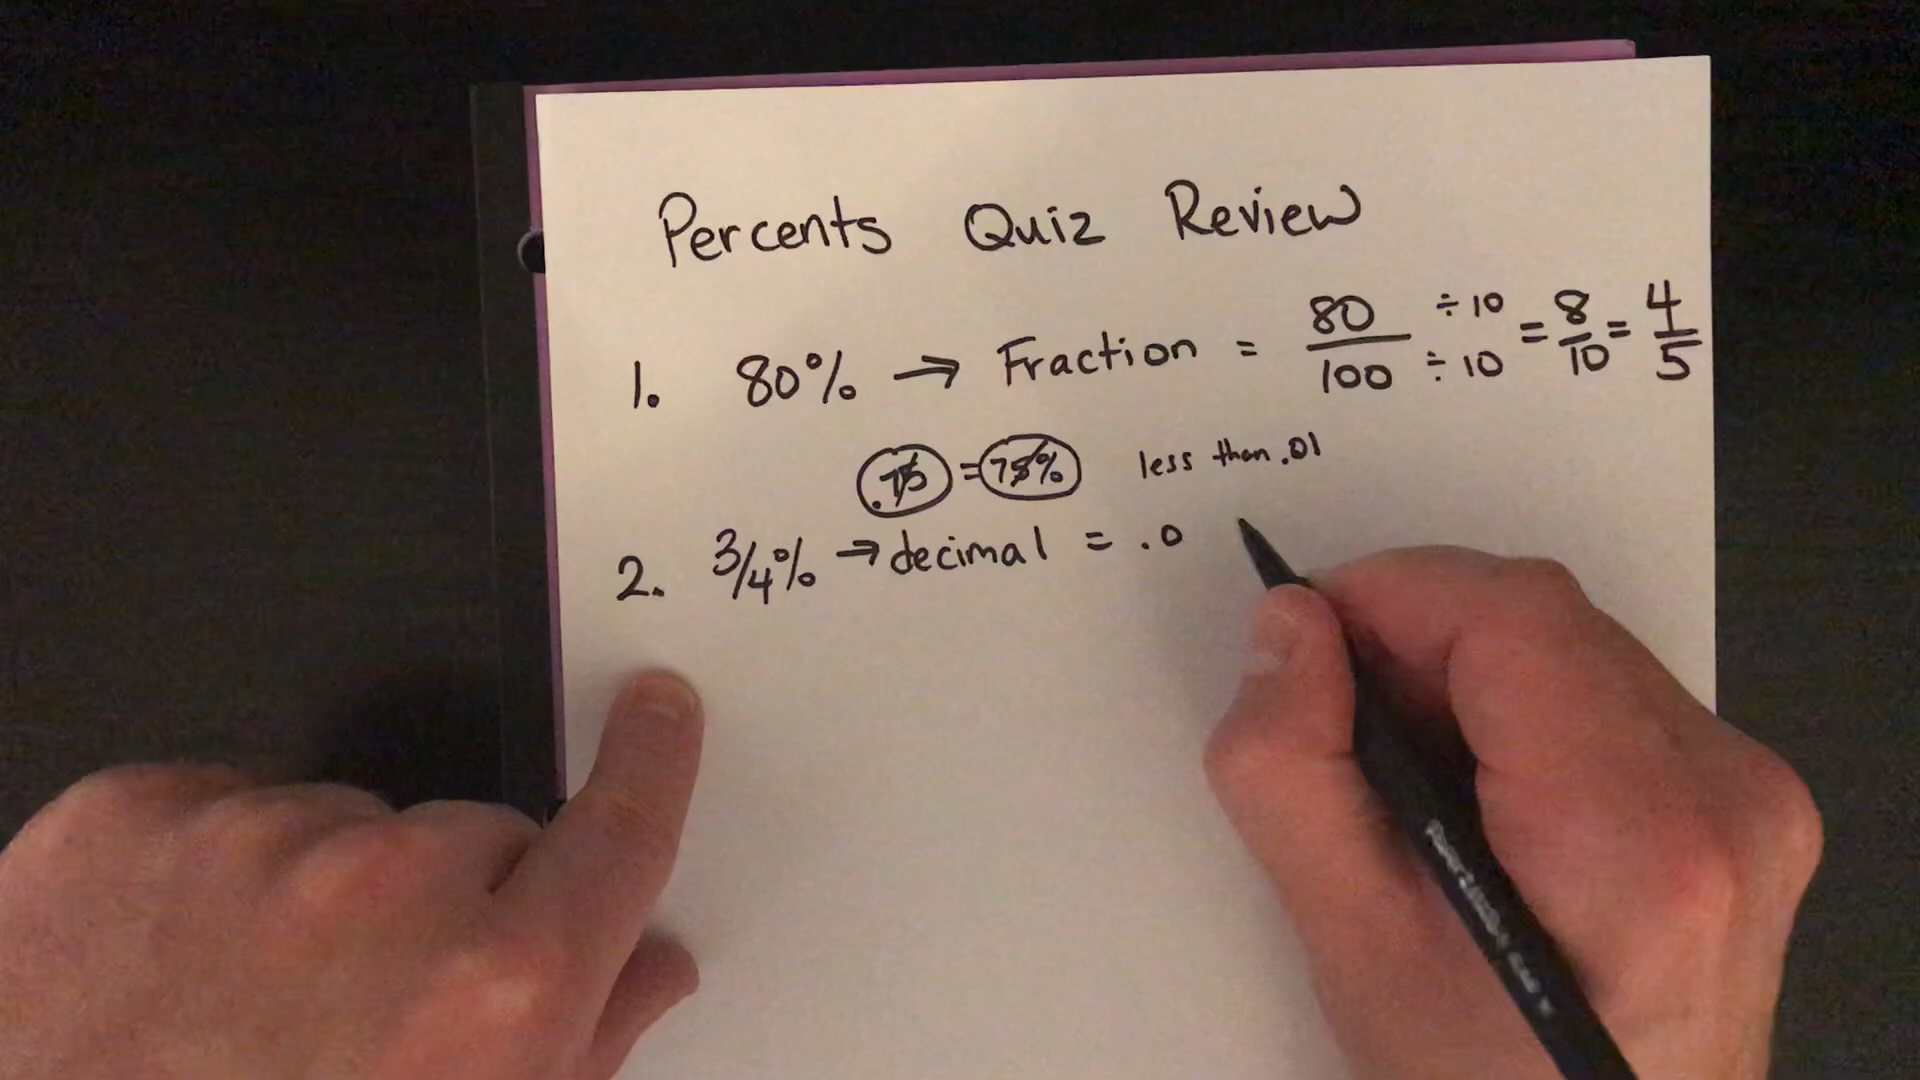 Percents Quiz Review
1. 80% → Fraction = 80/100 ÷10/÷10 = 8/10 = 4/5
.75 = 75% less than .01
2. 3/4% → decimal = .0